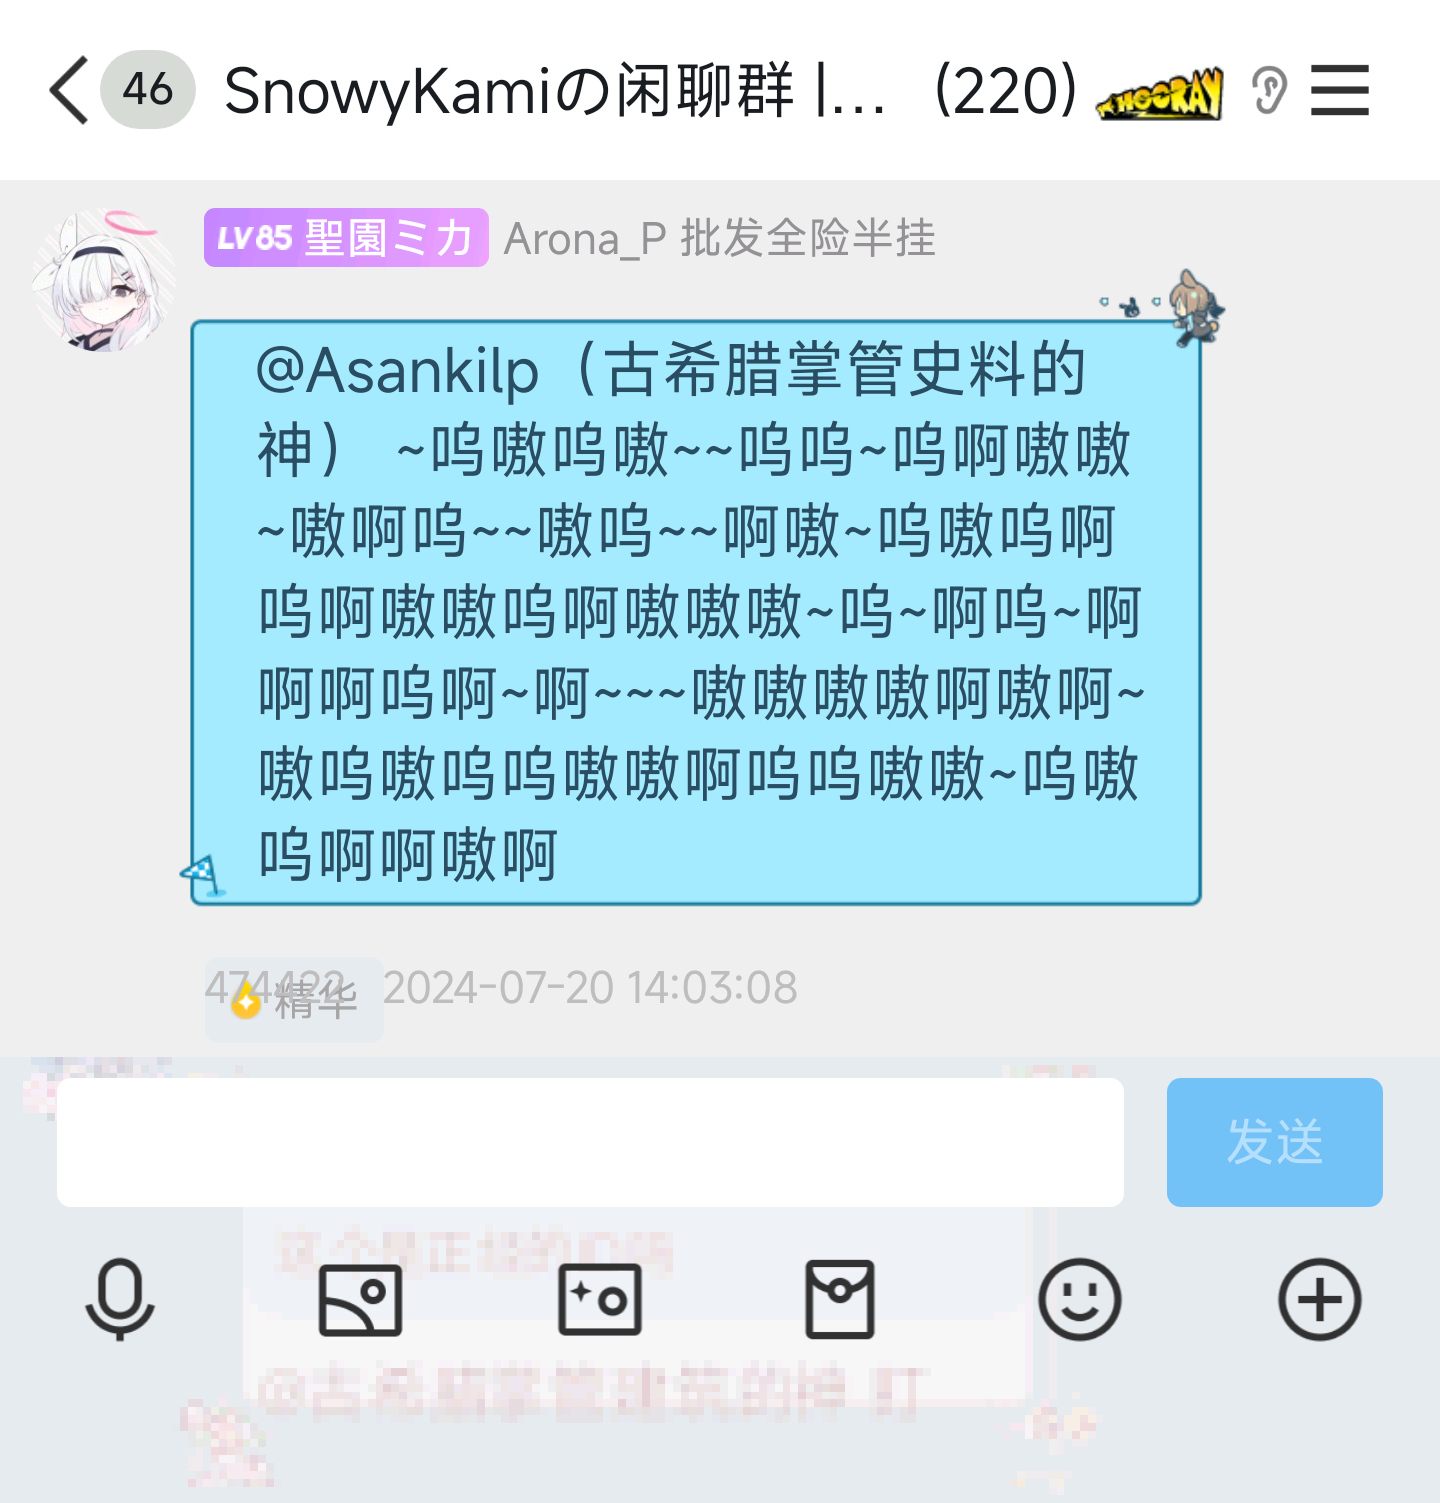 46 SnowyKamiの闲聊群 |... (220) HOORAY
LV85 聖園ミカ Arona_P 批发全险半挂
@Asankilp（古希腊掌管史料的
神） ~呜嗷呜嗷~~呜呜~呜啊嗷嗷
~嗷啊呜~~嗷呜~~啊嗷~呜嗷呜啊
呜啊嗷嗷呜啊嗷嗷嗷~呜~啊呜~啊
啊啊呜啊~啊~~~嗷嗷嗷嗷啊嗷啊~
嗷呜嗷呜呜嗷嗷啊呜呜嗷嗷~呜嗷
呜啊啊嗷啊
474422 2024-07-20 14:03:08
精华
发送